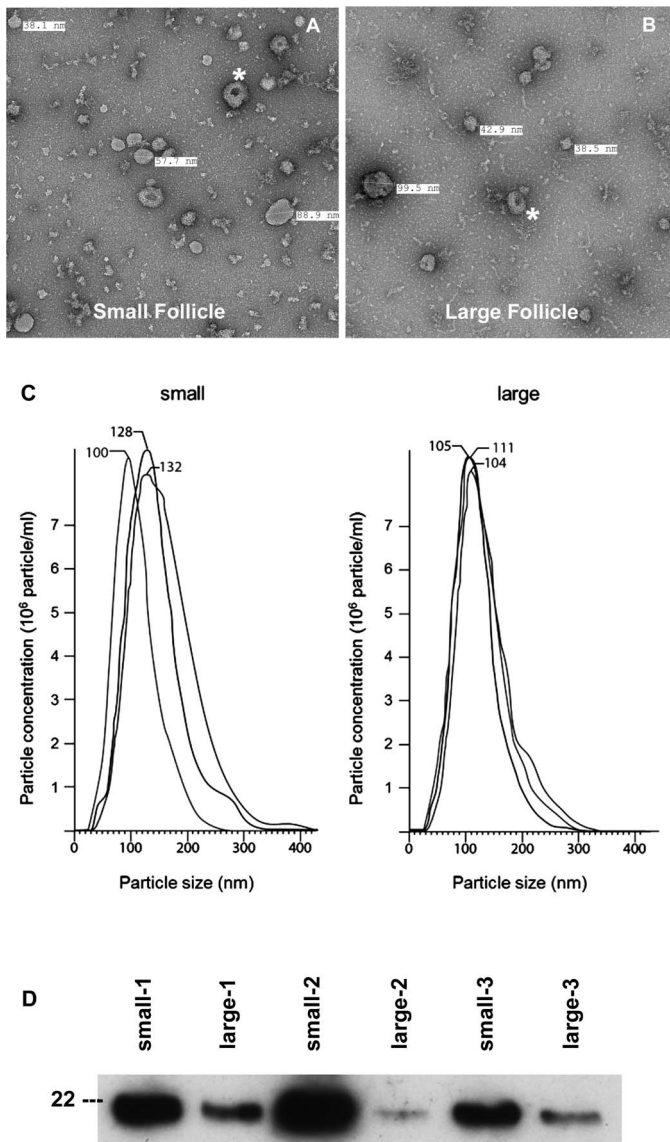 A
B
38.1 nm
*
57.7 nm
88.9 nm
Small Follicle
42.9 nm
38.5 nm
99.5 nm
*
Large Follicle
C
small
large
128
100
132
105
111
104
Particle concentration (10⁶ particle/ml)
7
6
5
4
3
2
1
0 100 200 300 400
Particle size (nm)
Particle concentration (10⁶ particle/ml)
7
6
5
4
3
2
1
0 100 200 300 400
Particle size (nm)
D
small-1
large-1
small-2
large-2
small-3
large-3
22 ---